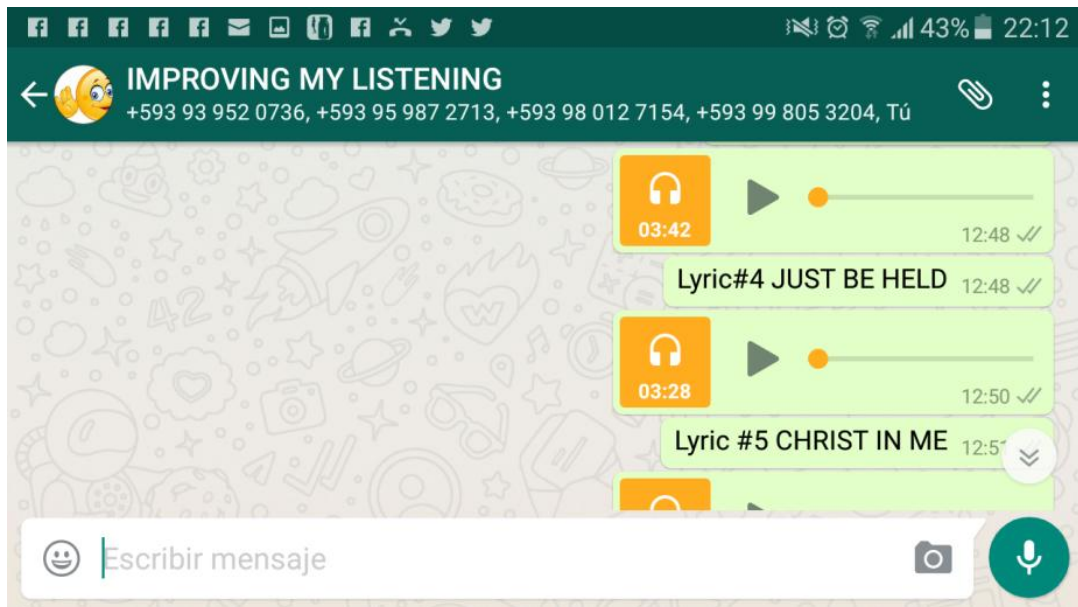 43% 22:12
IMPROVING MY LISTENING
+593 93 952 0736, +593 95 987 2713, +593 98 012 7154, +593 99 805 3204, Tú
03:42
12:48
Lyric#4 JUST BE HELD 12:48
03:28
12:50
Lyric #5 CHRIST IN ME
Escribir mensaje